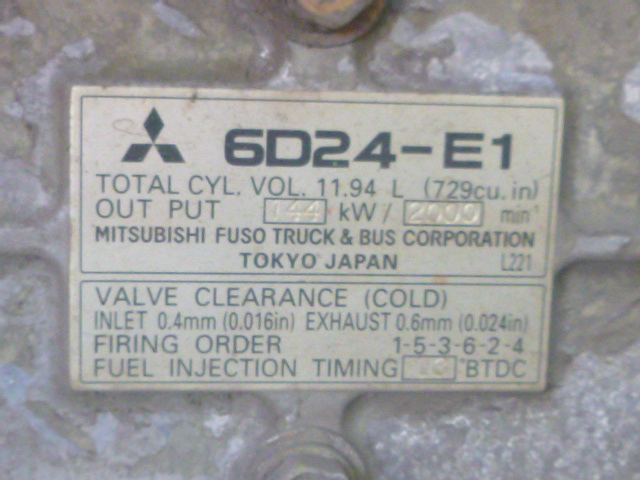 6D24-E1
TOTAL CYL. VOL. 11.94 L (729cu.in)
OUT PUT 144 kW/ 2000 min⁻¹
MITSUBISHI FUSO TRUCK & BUS CORPORATION
TOKYO JAPAN L221
VALVE CLEARANCE (COLD)
INLET 0.4mm (0.016in) EXHAUST 0.6mm (0.024in)
FIRING ORDER 1-5-3-6-2-4
FUEL INJECTION TIMING °BTDC